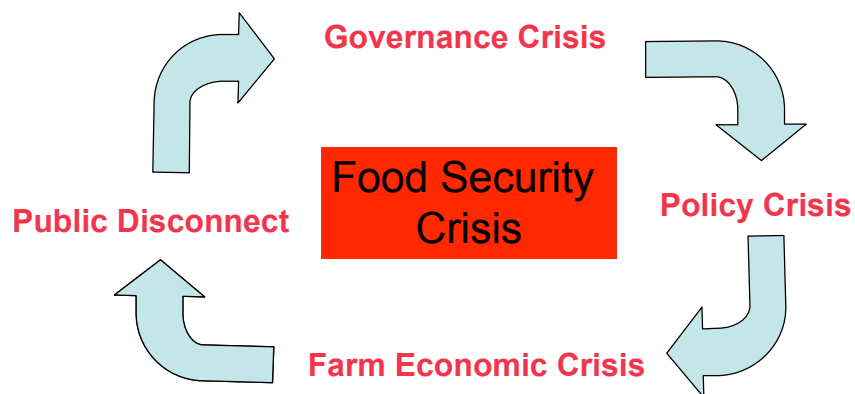 Governance Crisis
Food Security
Crisis
Public Disconnect
Policy Crisis
Farm Economic Crisis